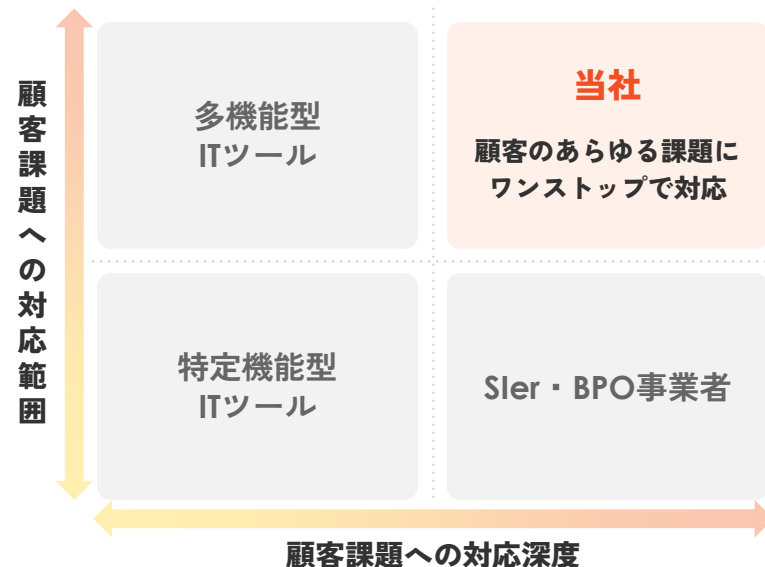 顧客課題への対応範囲
多機能型
ITツール
当社
顧客のあらゆる課題に
ワンストップで対応
特定機能型
ITツール
SIer・BPO事業者
顧客課題への対応深度